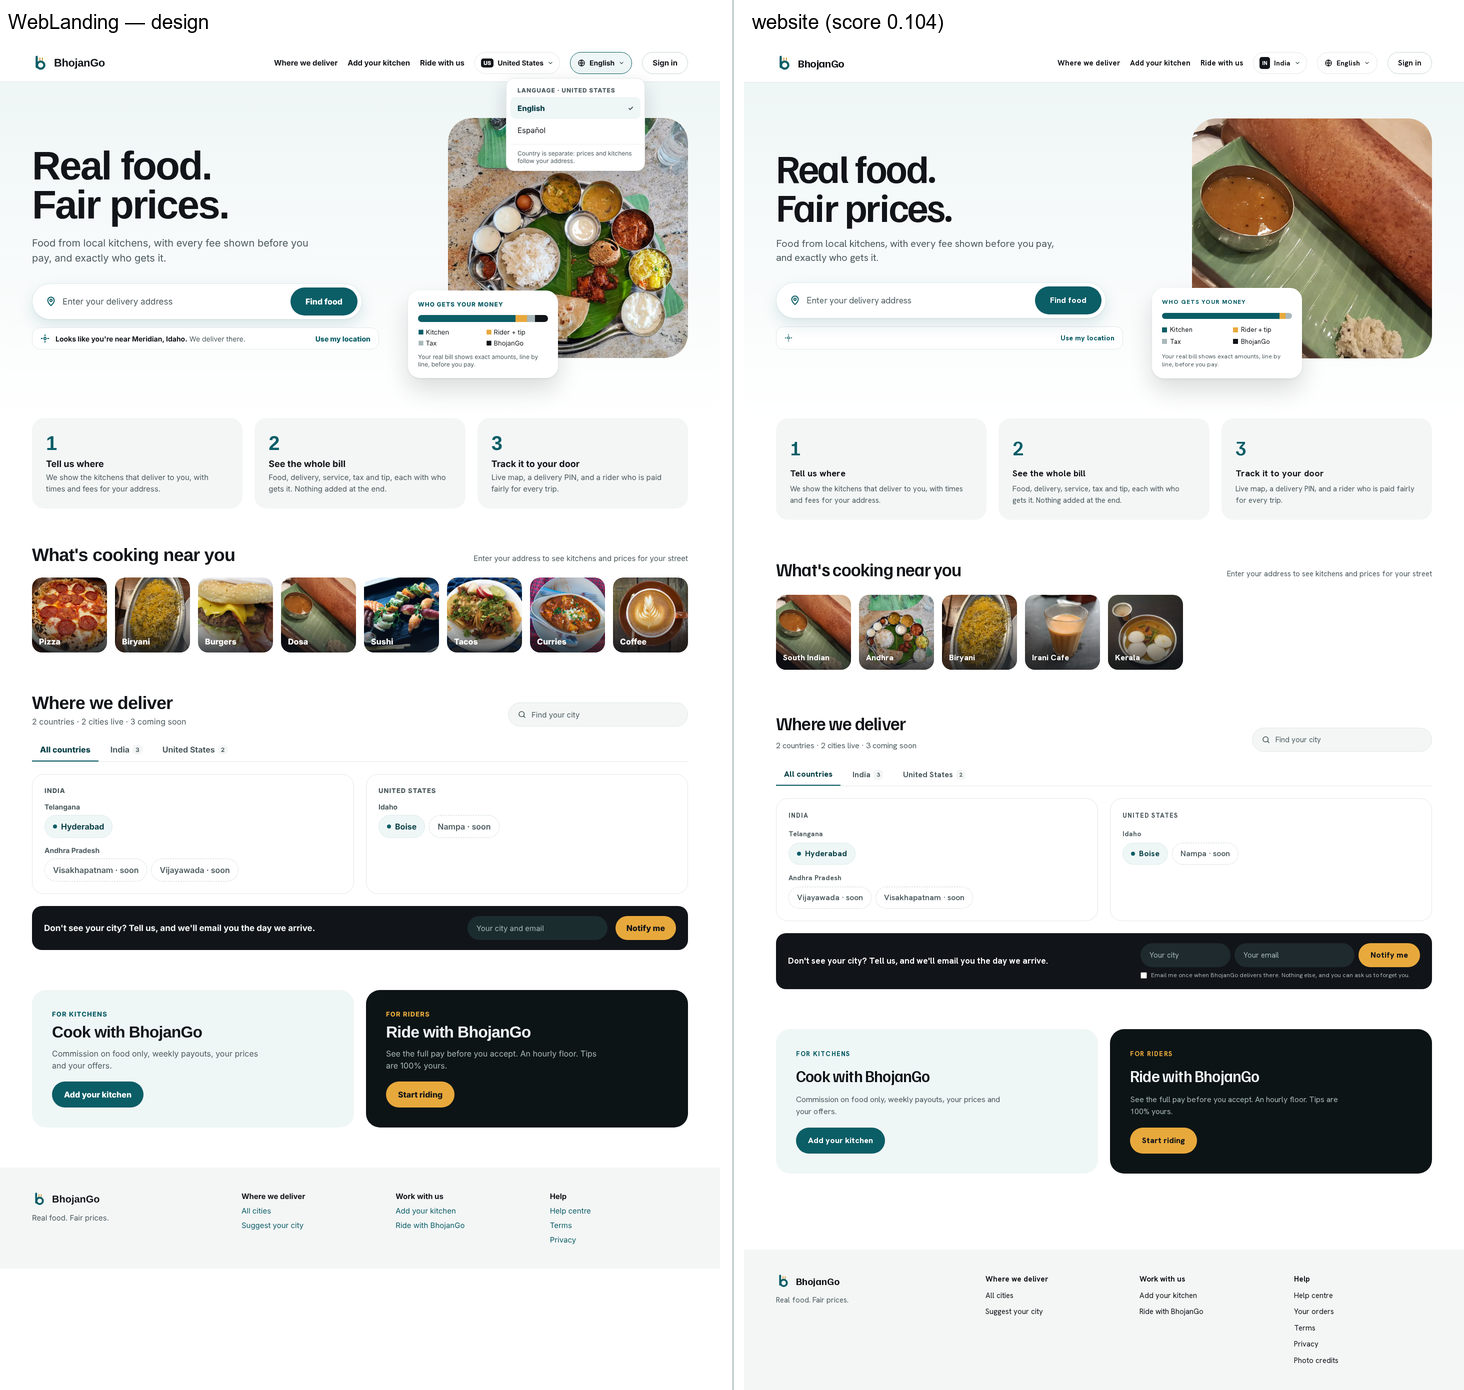 WebLanding — design
BhojanGo
Where we deliver Add your kitchen Ride with us US United States English Sign in
LANGUAGE · UNITED STATES
English
Español
Country is separate: prices and kitchens
follow your address.
Real food.
Fair prices.
Food from local kitchens, with every fee shown before you
pay, and exactly who gets it.
Enter your delivery address Find food
Looks like you're near Meridian, Idaho. We deliver there. Use my location
WHO GETS YOUR MONEY
Kitchen Rider + tip
Tax BhojanGo
Your real bill shows exact amounts, line by
line, before you pay.
1
Tell us where
We show the kitchens that deliver to you, with
times and fees for your address.
2
See the whole bill
Food, delivery, service, tax and tip, each with who
gets it. Nothing added at the end.
3
Track it to your door
Live map, a delivery PIN, and a rider who is paid
fairly for every trip.
What's cooking near you
Enter your address to see kitchens and prices for your street
Pizza Biryani Burgers Dosa Sushi Tacos Curries Coffee
Where we deliver
2 countries · 2 cities live · 3 coming soon
Find your city
All countries India 3 United States 2
INDIA
Telangana
Hyderabad
Andhra Pradesh
Visakhapatnam · soon Vijayawada · soon
UNITED STATES
Idaho
Boise Nampa · soon
Don't see your city? Tell us, and we'll email you the day we arrive. Your city and email Notify me
FOR KITCHENS
Cook with BhojanGo
Commission on food only, weekly payouts, your prices
and your offers.
Add your kitchen
FOR RIDERS
Ride with BhojanGo
See the full pay before you accept. An hourly floor. Tips
are 100% yours.
Start riding
BhojanGo
Real food. Fair prices.
Where we deliver
All cities
Suggest your city
Work with us
Add your kitchen
Ride with BhojanGo
Help
Help centre
Terms
Privacy
website (score 0.104)
BhojanGo
Where we deliver Add your kitchen Ride with us IN India English Sign in
Real food.
Fair prices.
Food from local kitchens, with every fee shown before you pay,
and exactly who gets it.
Enter your delivery address Find food
Use my location
WHO GETS YOUR MONEY
Kitchen Rider + tip
Tax BhojanGo
Your real bill shows exact amounts, line by
line, before you pay.
1
Tell us where
We show the kitchens that deliver to you, with times
and fees for your address.
2
See the whole bill
Food, delivery, service, tax and tip, each with who
gets it. Nothing added at the end.
3
Track it to your door
Live map, a delivery PIN, and a rider who is paid fairly
for every trip.
What's cooking near you
Enter your address to see kitchens and prices for your street
South Indian Andhra Biryani Irani Cafe Kerala
Where we deliver
2 countries · 2 cities live · 3 coming soon
Find your city
All countries India 3 United States 2
INDIA
Telangana
Hyderabad
Andhra Pradesh
Vijayawada · soon Visakhapatnam · soon
UNITED STATES
Idaho
Boise Nampa · soon
Don't see your city? Tell us, and we'll email you the day we arrive. Your city Your email Notify me
Email me once when BhojanGo delivers there. Nothing else, and you can ask us to forget you.
FOR KITCHENS
Cook with BhojanGo
Commission on food only, weekly payouts, your prices and
your offers.
Add your kitchen
FOR RIDERS
Ride with BhojanGo
See the full pay before you accept. An hourly floor. Tips are
100% yours.
Start riding
BhojanGo
Real food. Fair prices.
Where we deliver
All cities
Suggest your city
Work with us
Add your kitchen
Ride with BhojanGo
Help
Help centre
Your orders
Terms
Privacy
Photo credits